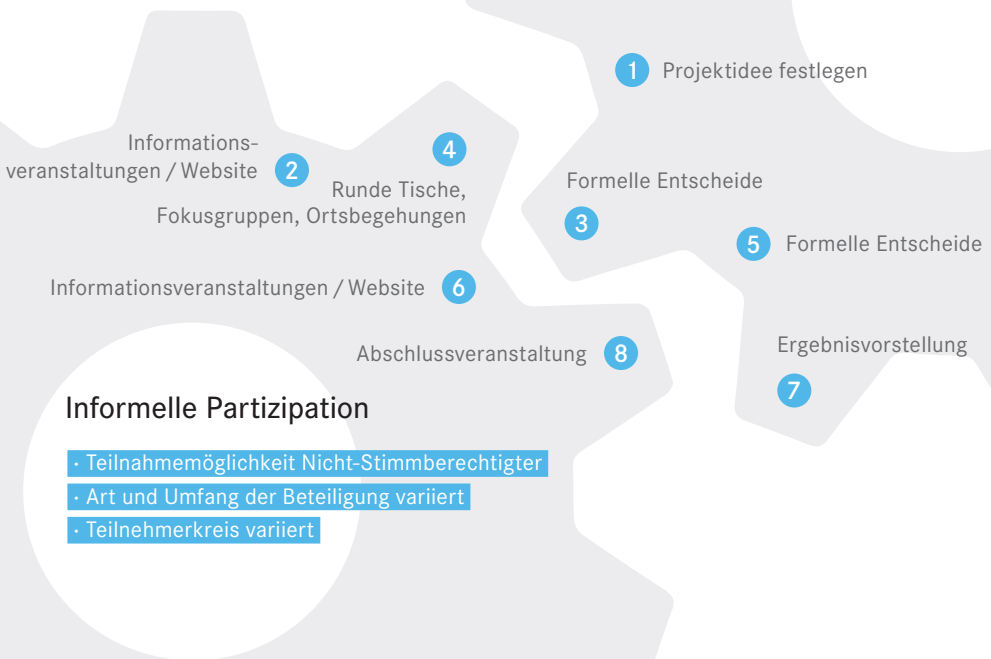 1 Projektidee festlegen
Informations-
veranstaltungen / Website 2
4
Runde Tische,
Fokusgruppen, Ortsbegehungen
Formelle Entscheide
3
5 Formelle Entscheide
Informationsveranstaltungen / Website 6
Abschlussveranstaltung 8
Ergebnisvorstellung
7
Informelle Partizipation
· Teilnahmemöglichkeit Nicht-Stimmberechtigter
· Art und Umfang der Beteiligung variiert
· Teilnehmerkreis variiert